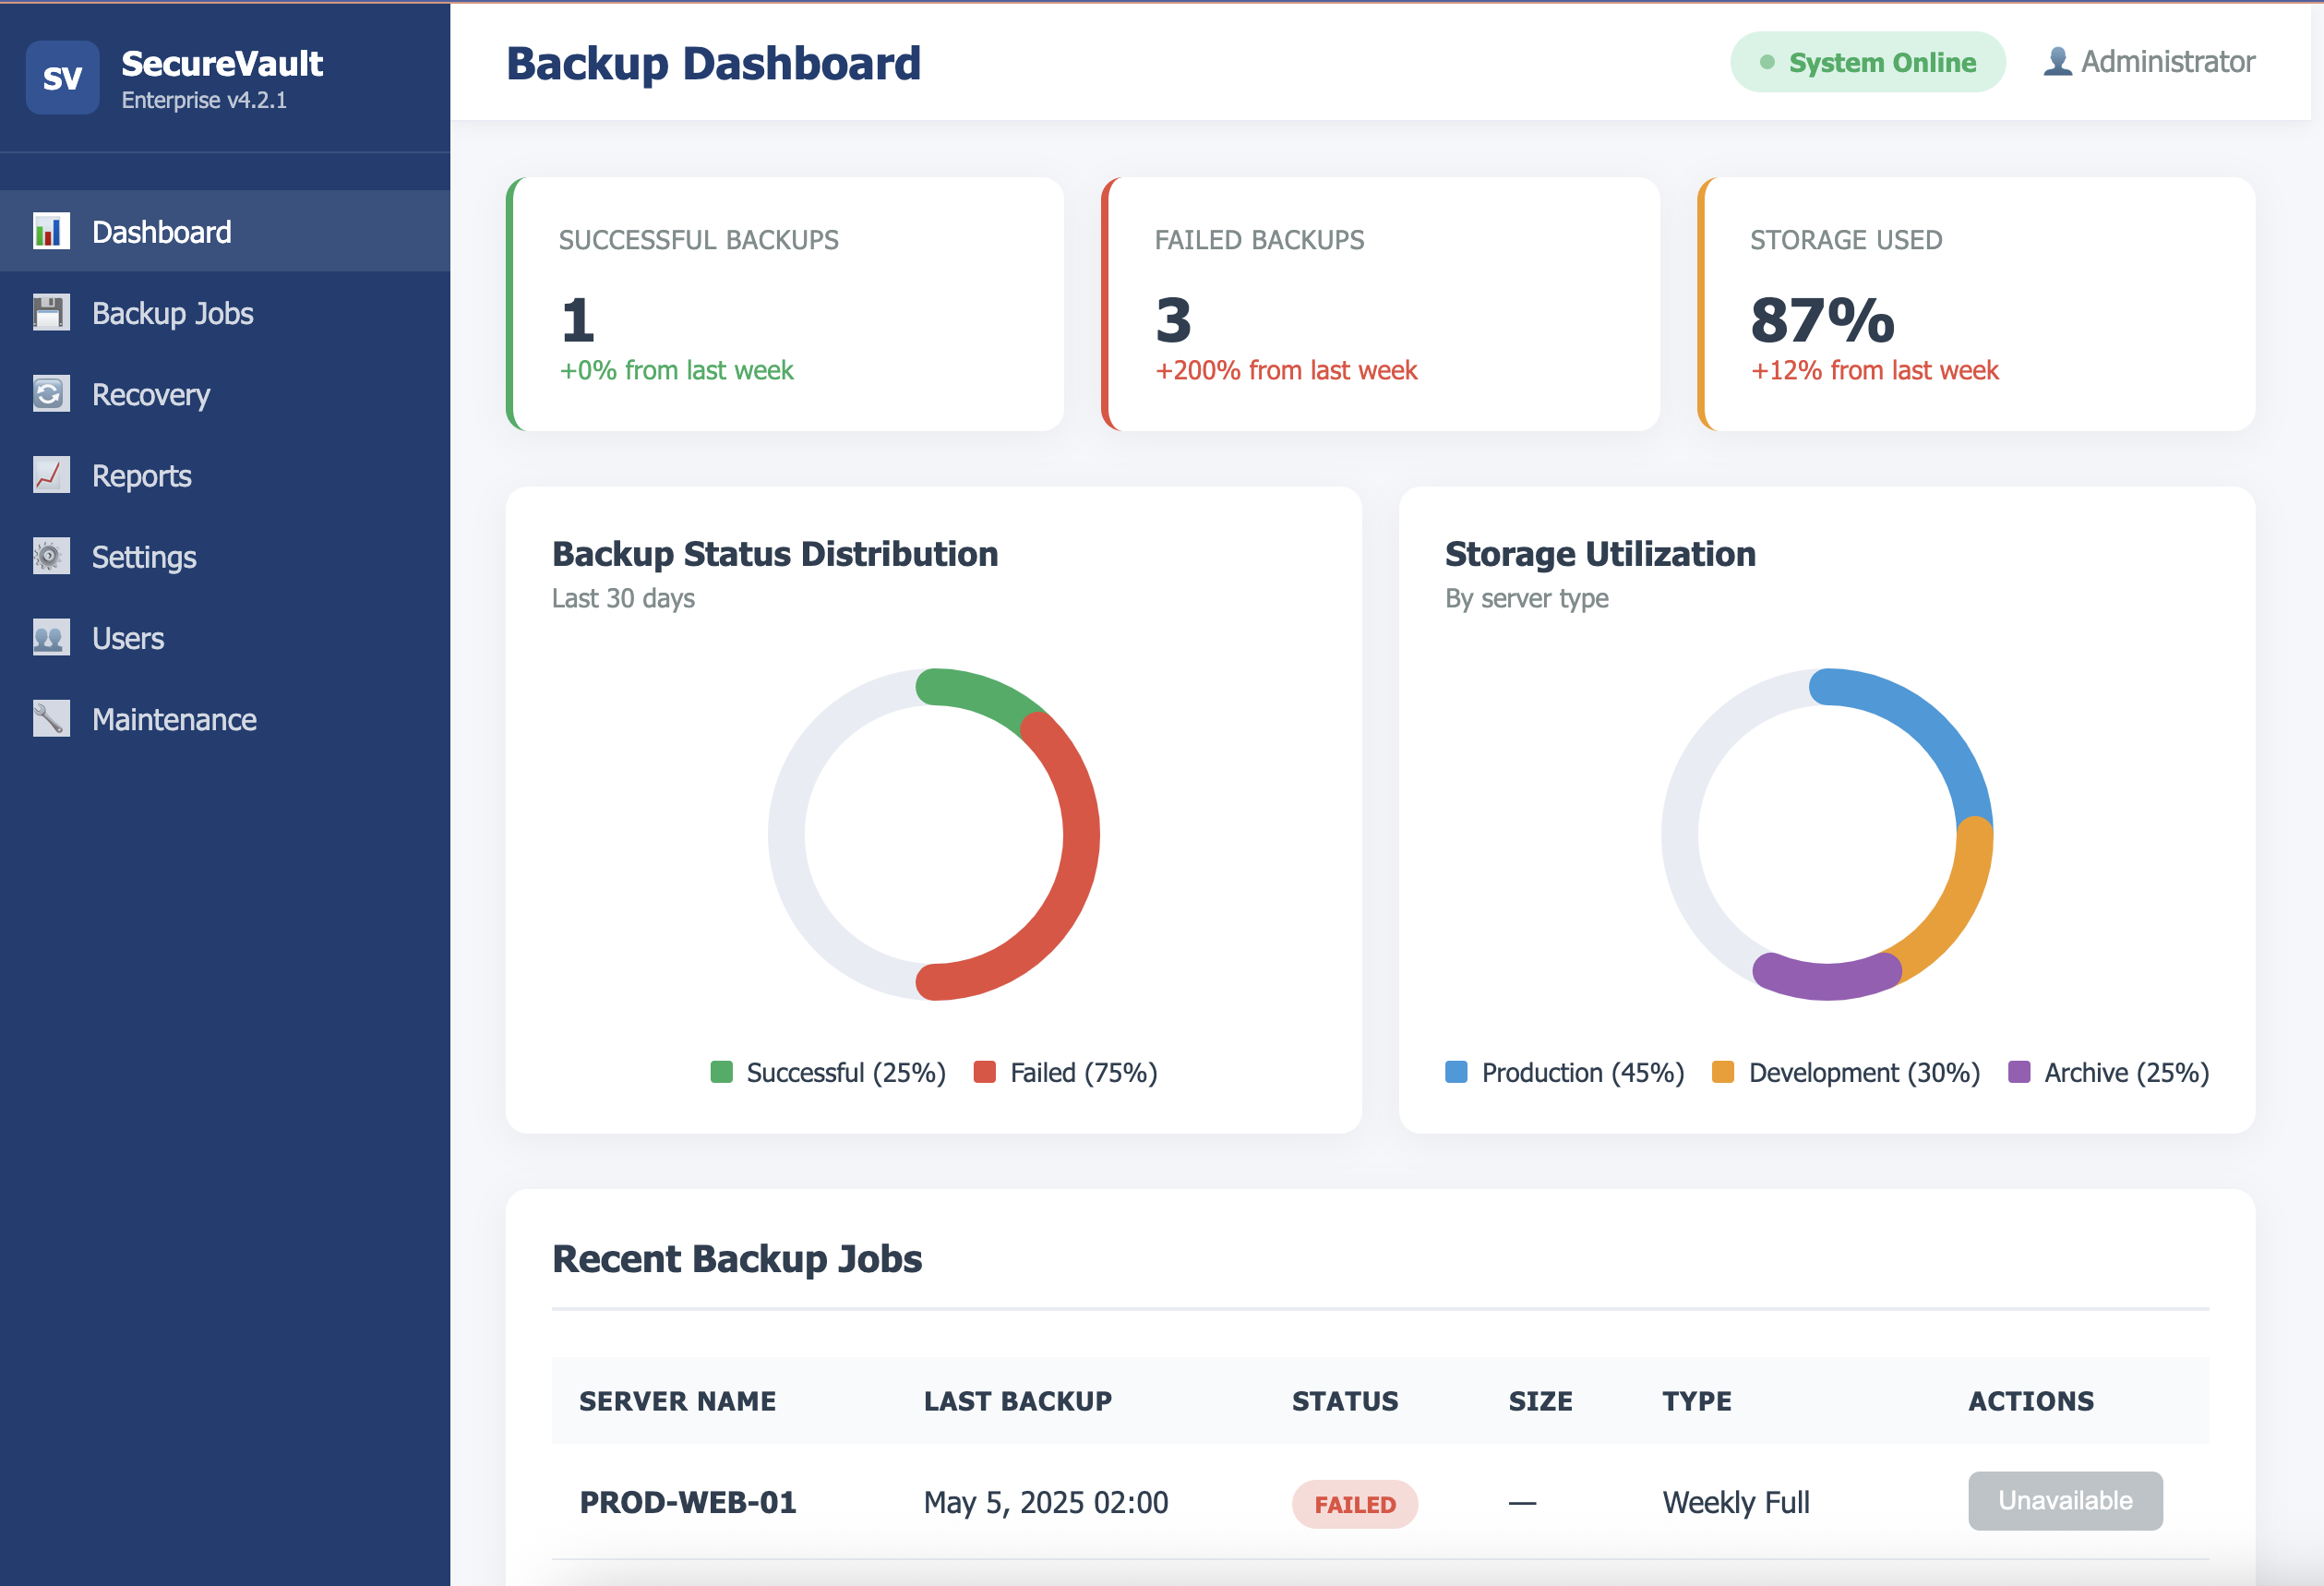 SV
SecureVault
Enterprise v4.2.1
Dashboard
Backup Jobs
Recovery
Reports
Settings
Users
Maintenance
Backup Dashboard
System Online
Administrator
SUCCESSFUL BACKUPS
1
+0% from last week
FAILED BACKUPS
3
+200% from last week
STORAGE USED
87%
+12% from last week
Backup Status Distribution
Last 30 days
Successful (25%) Failed (75%)
Storage Utilization
By server type
Production (45%) Development (30%) Archive (25%)
Recent Backup Jobs
SERVER NAME LAST BACKUP STATUS SIZE TYPE ACTIONS
PROD-WEB-01 May 5, 2025 02:00 FAILED — Weekly Full Unavailable